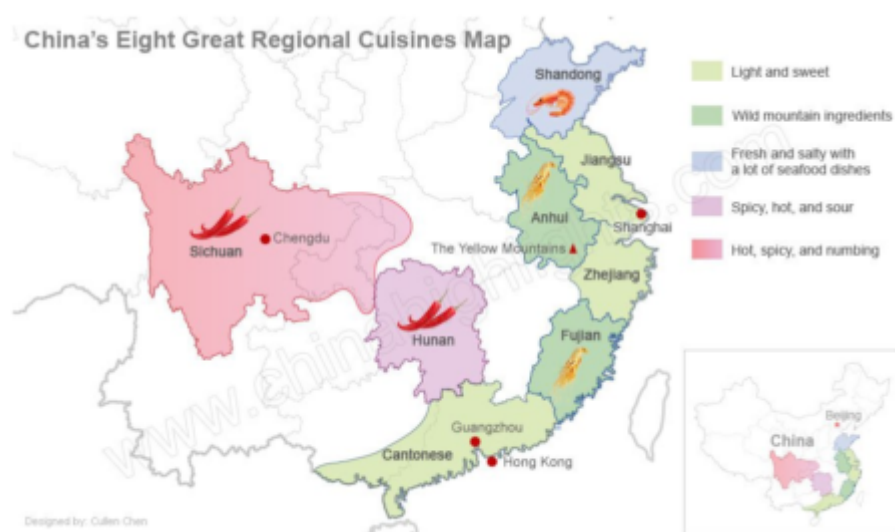 China's Eight Great Regional Cuisines Map
Shandong
Light and sweet
Wild mountain ingredients
Fresh and salty with
a lot of seafood dishes
Spicy, hot, and sour
Hot, spicy, and numbing
Jiangsu
Anhui
Shanghai
Sichuan
Chengdu
The Yellow Mountains
Zhejiang
Hunan
Fujian
Guangzhou
Cantonese
Hong Kong
Beijing
China
Designed by: Cullen Chen